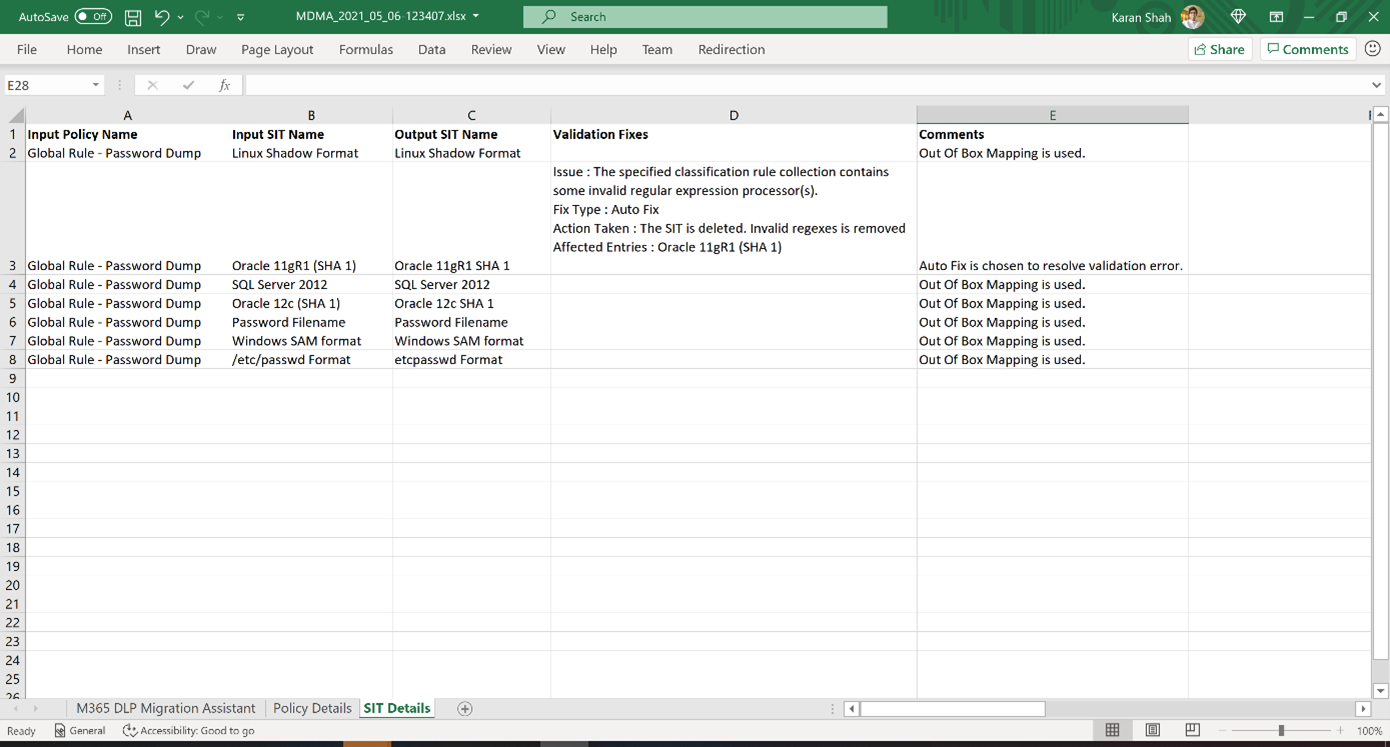 AutoSave Off MDMA_2021_05_06-123407.xlsx Search Karan Shah
File Home Insert Draw Page Layout Formulas Data Review View Help Team Redirection Share Comments
E28 fx
A B C D E
1 Input Policy Name Input SIT Name Output SIT Name Validation Fixes Comments
2 Global Rule - Password Dump Linux Shadow Format Linux Shadow Format Out Of Box Mapping is used.
Issue : The specified classification rule collection contains
some invalid regular expression processor(s).
Fix Type : Auto Fix
Action Taken : The SIT is deleted. Invalid regexes is removed
Affected Entries : Oracle 11gR1 (SHA 1)
3 Global Rule - Password Dump Oracle 11gR1 (SHA 1) Oracle 11gR1 SHA 1 Auto Fix is chosen to resolve validation error.
4 Global Rule - Password Dump SQL Server 2012 SQL Server 2012 Out Of Box Mapping is used.
5 Global Rule - Password Dump Oracle 12c (SHA 1) Oracle 12c SHA 1 Out Of Box Mapping is used.
6 Global Rule - Password Dump Password Filename Password Filename Out Of Box Mapping is used.
7 Global Rule - Password Dump Windows SAM format Windows SAM format Out Of Box Mapping is used.
8 Global Rule - Password Dump /etc/passwd Format etcpasswd Format Out Of Box Mapping is used.
9
10
11
12
13
14
15
16
17
18
19
20
21
22
23
24
25
26
M365 DLP Migration Assistant Policy Details SIT Details
Ready General Accessibility: Good to go 100%